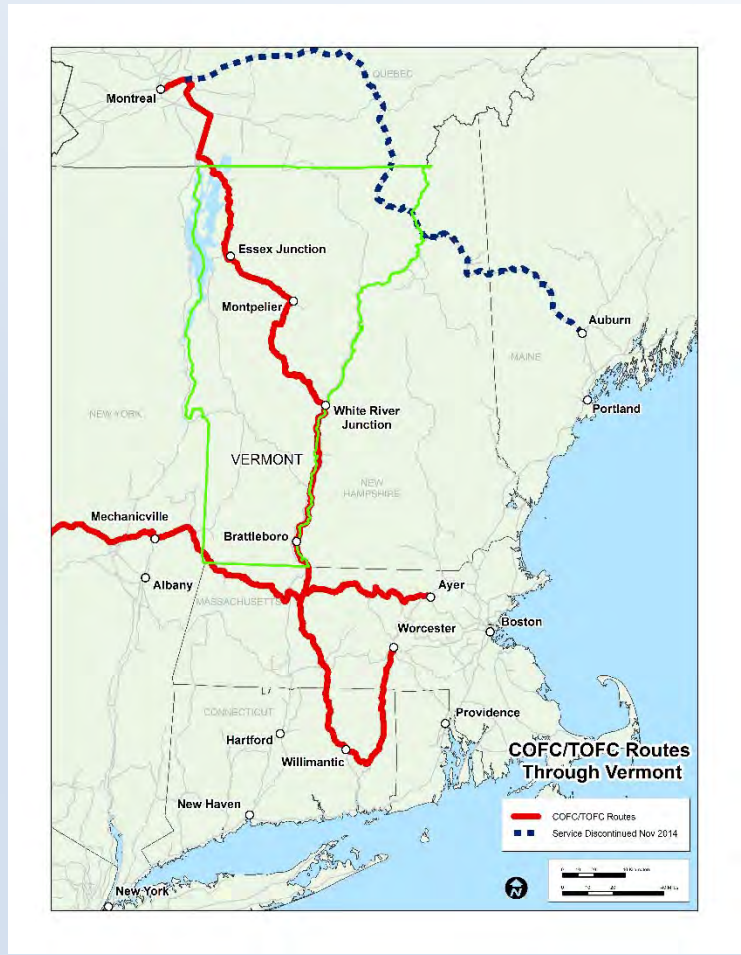 QUEBEC
Montreal
Essex Junction
Montpelier
Auburn
MAINE
Portland
NEW YORK
White River
Junction
VERMONT
NEW
HAMPSHIRE
Mechanicville
Brattleboro
Albany
Ayer
MASSACHUSETTS
Worcester
Boston
CONNECTICUT
Providence
Hartford
Willimantic
COFC/TOFC Routes
Through Vermont
New Haven
COFC/TOFC Routes
Service Discontinued Nov 2014
N
New York